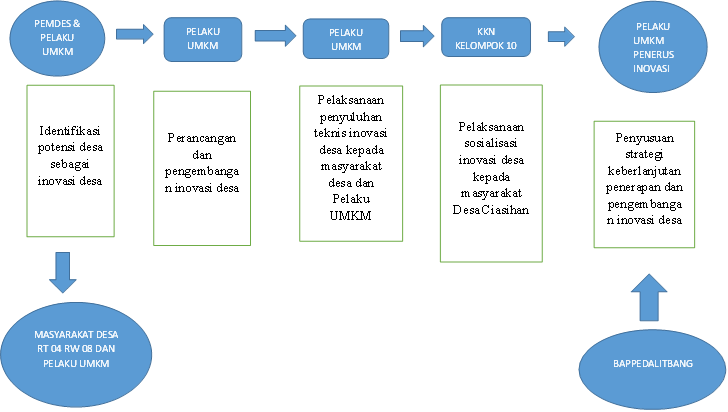 PEMDES &
PELAKU
UMKM
PELAKU
UMKM
PELAKU
UMKM
KKN
KELOMPOK 10
PELAKU
UMKM
PENERUS
INOVASI
Identifikasi
potensi desa
sebagai
inovasi desa
Perancangan
dan
pengembanga
n inovasi desa
Pelaksanaan
penyuluhan
teknis inovasi
desa kepada
masyarakat
desa dan
Pelaku
UMKM
Pelaksanaan
sosialisasi
inovasi desa
kepada
masyarakat
Desa Ciasihan
Penyusuan
strategi
keberlanjutan
penerapan dan
pengembanga
n inovasi desa
MASYARAKAT DESA
RT 04 RW 08 DAN
PELAKU UMKM
BAPPEDALITBANG